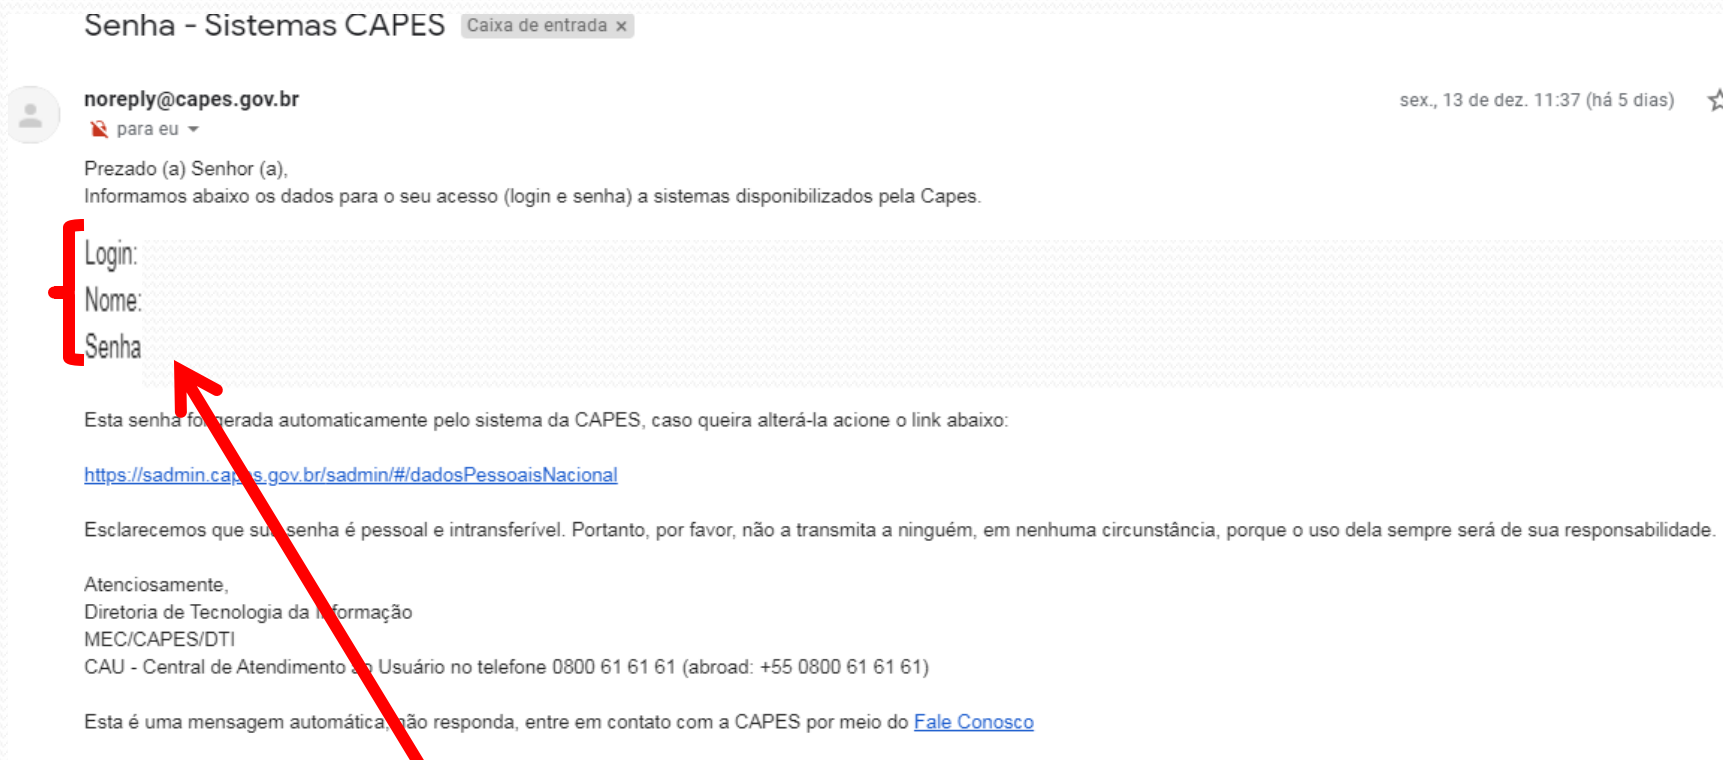 Senha - Sistemas CAPES Caixa de entrada x
noreply@capes.gov.br sex., 13 de dez. 11:37 (há 5 dias)
para eu
Prezado (a) Senhor (a),
Informamos abaixo os dados para o seu acesso (login e senha) a sistemas disponibilizados pela Capes.
Login:
Nome:
Senha
Esta senha foi gerada automaticamente pelo sistema da CAPES, caso queira alterá-la acione o link abaixo:
https://sadmin.capes.gov.br/sadmin/#/dadosPessoaisNacional
Esclarecemos que sua senha é pessoal e intransferível. Portanto, por favor, não a transmita a ninguém, em nenhuma circunstância, porque o uso dela sempre será de sua responsabilidade.
Atenciosamente,
Diretoria de Tecnologia da Informação
MEC/CAPES/DTI
CAU - Central de Atendimento ao Usuário no telefone 0800 61 61 61 (abroad: +55 0800 61 61 61)
Esta é uma mensagem automática, não responda, entre em contato com a CAPES por meio do Fale Conosco